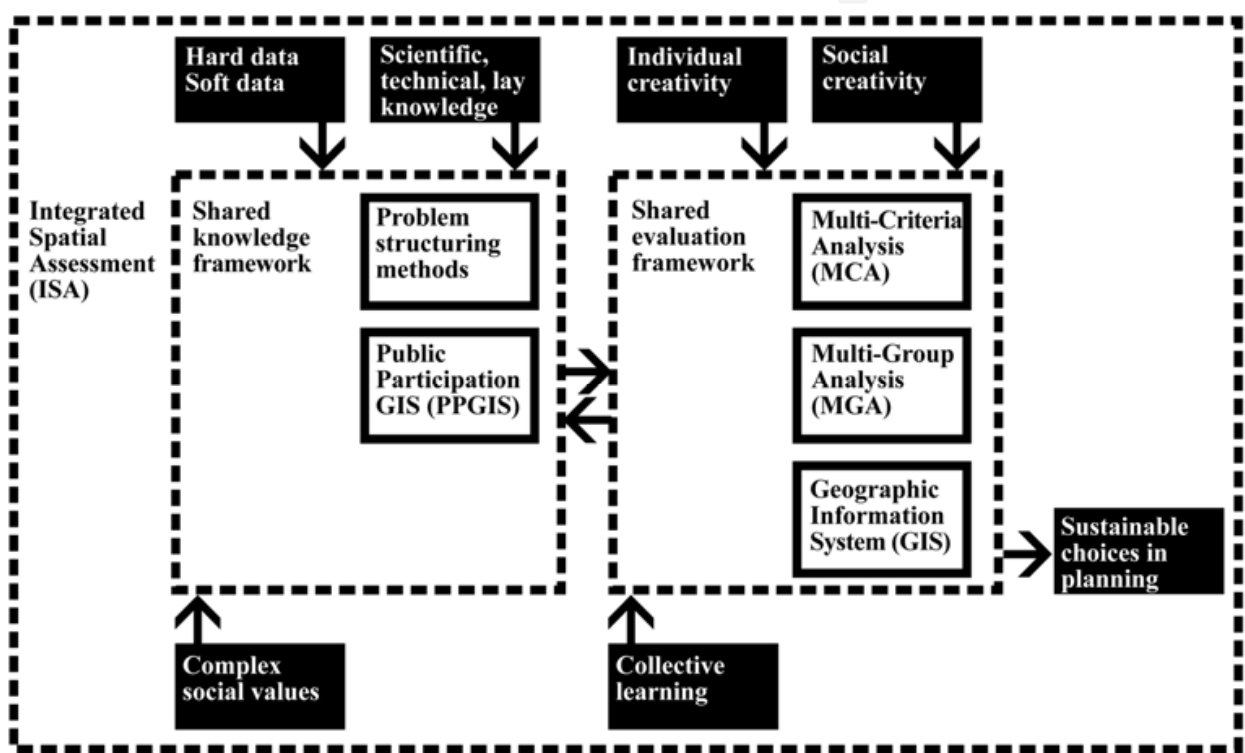 Hard data
Soft data
Scientific,
technical, lay
knowledge
Individual
creativity
Social
creativity
Integrated
Spatial
Assessment
(ISA)
Shared
knowledge
framework
Problem
structuring
methods
Public
Participation
GIS (PPGIS)
Shared
evaluation
framework
Multi-Criteria
Analysis
(MCA)
Multi-Group
Analysis
(MGA)
Geographic
Information
System (GIS)
Sustainable
choices in
planning
Complex
social values
Collective
learning